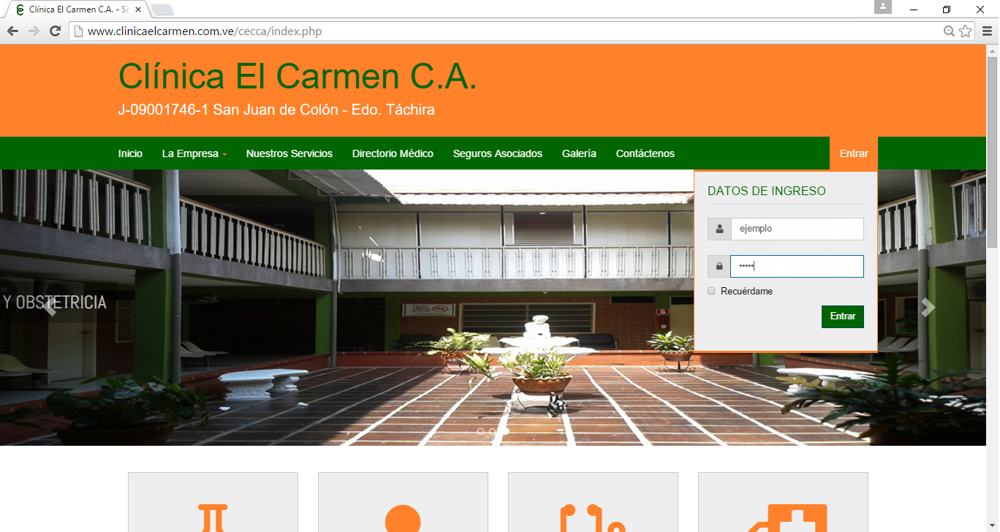 Clínica El Carmen C.A. - Si
www.clinicaelcarmen.com.ve/cecca/index.php
Clínica El Carmen C.A.
J-09001746-1 San Juan de Colón - Edo. Táchira
Inicio La Empresa Nuestros Servicios Directorio Médico Seguros Asociados Galería Contáctenos Entrar
DATOS DE INGRESO
ejemplo
•••••
Recuérdame
Entrar
Y OBSTETRICIA